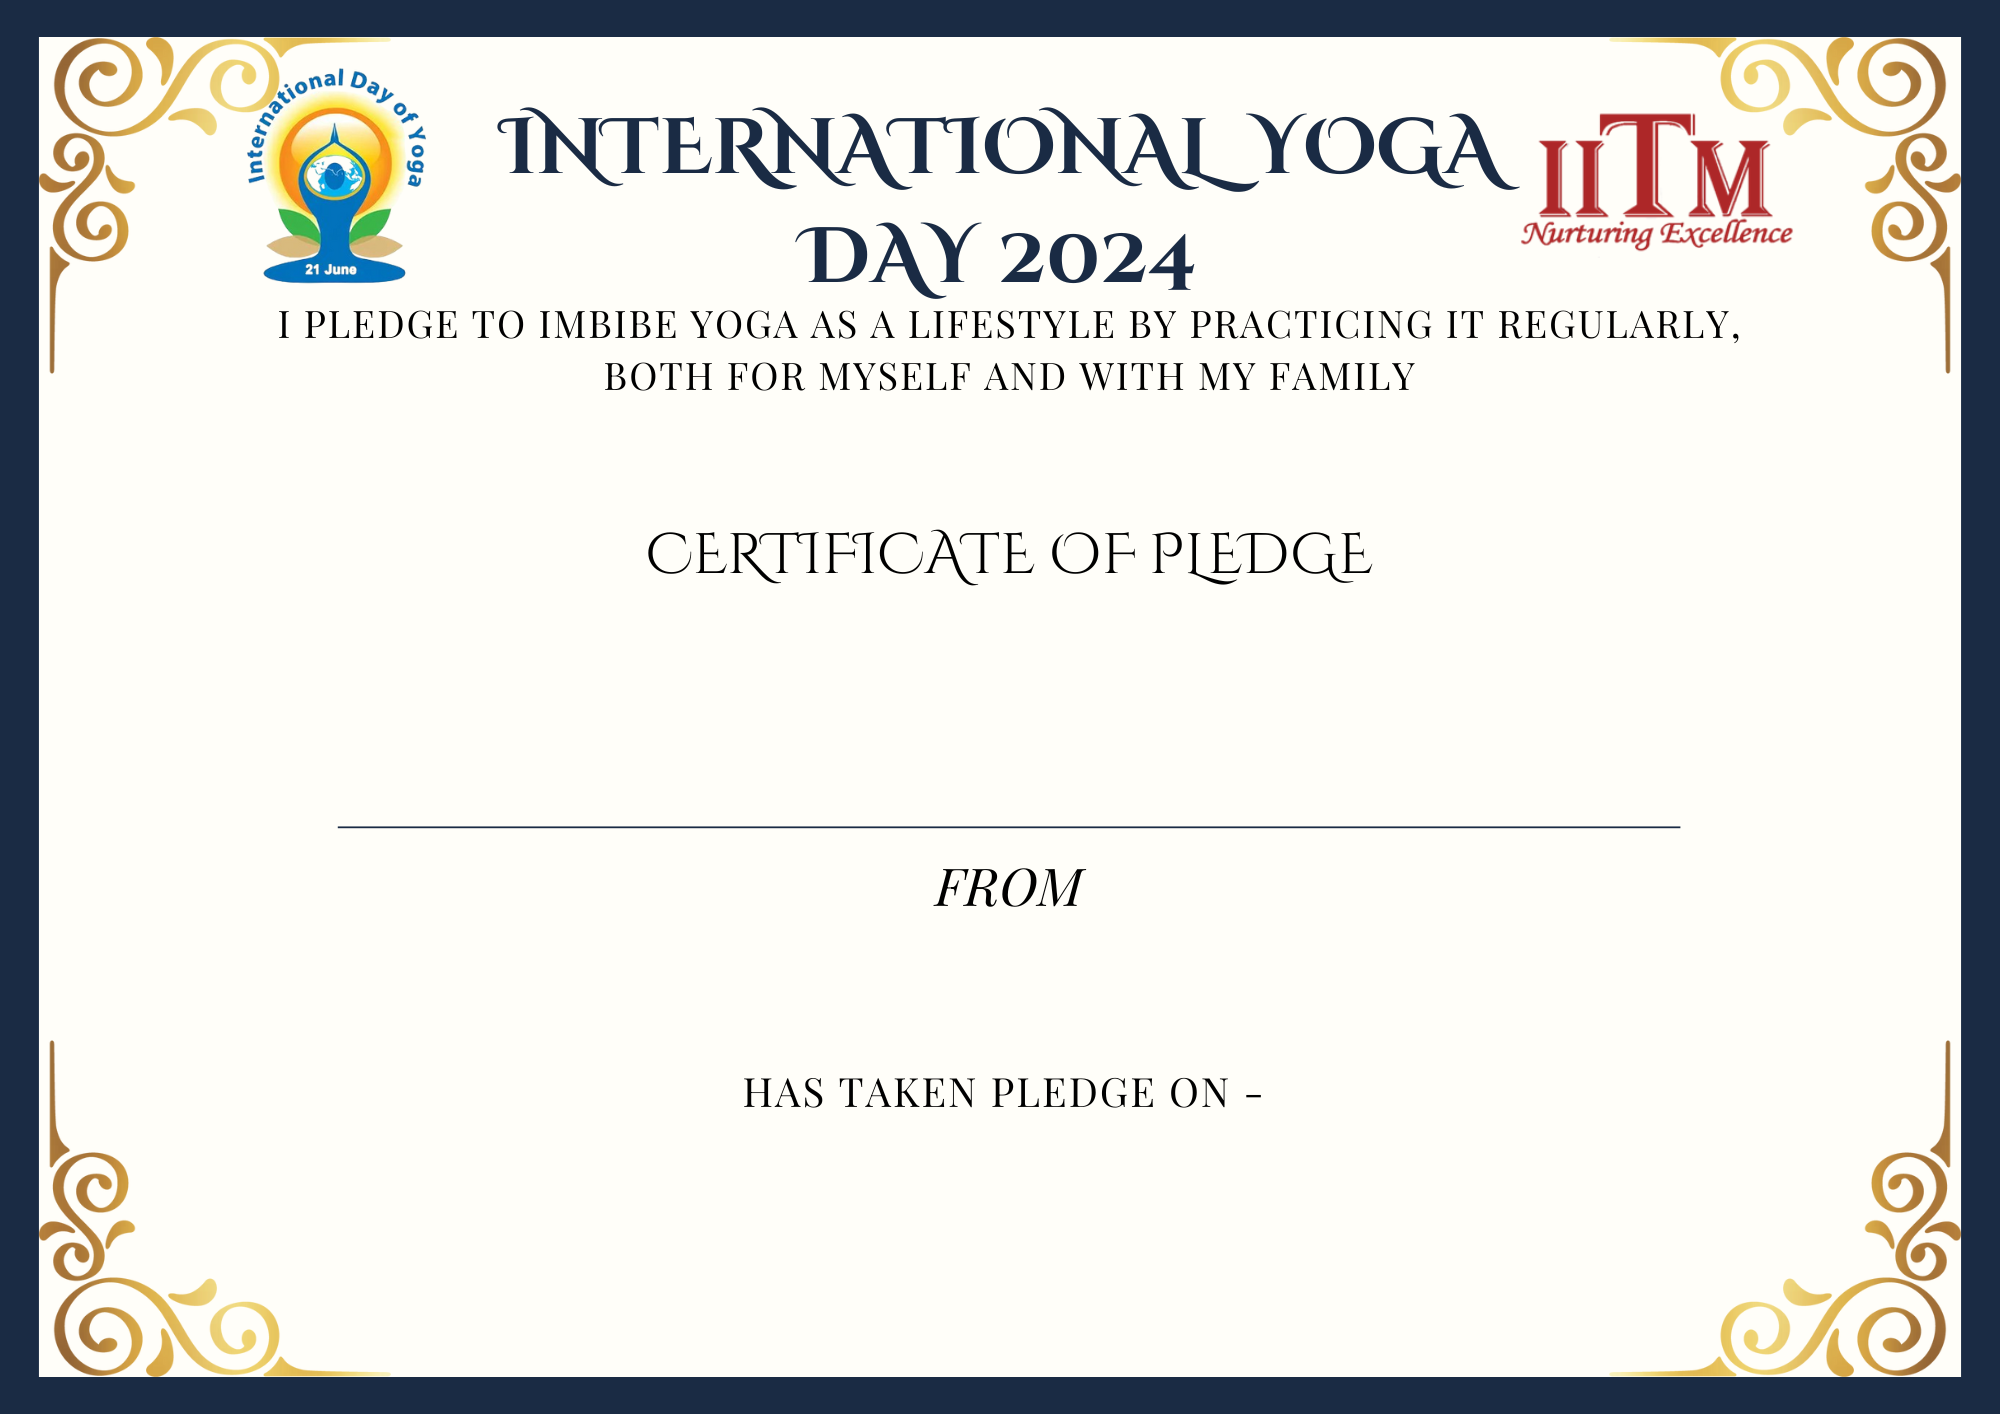 International Day of Yoga
21 June
INTERNATIONAL YOGA
DAY 2024
IITM
Nurturing Excellence
I PLEDGE TO IMBIBE YOGA AS A LIFESTYLE BY PRACTICING IT REGULARLY,
BOTH FOR MYSELF AND WITH MY FAMILY
CERTIFICATE OF PLEDGE
FROM
HAS TAKEN PLEDGE ON -